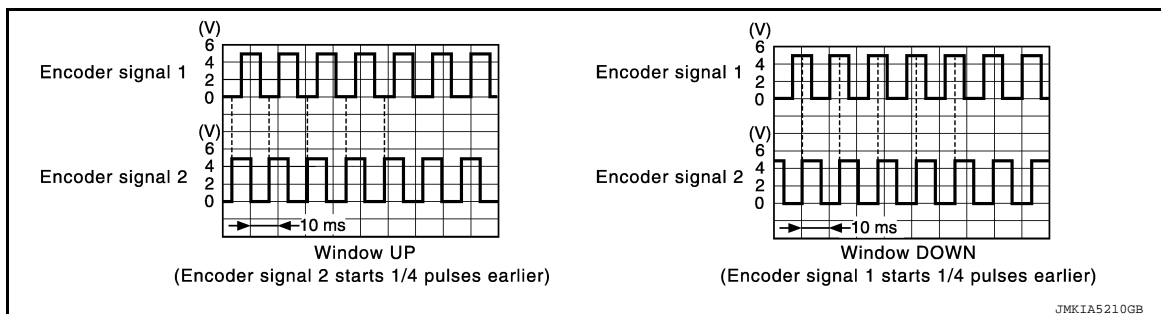 (V)
6
Encoder signal 1
4
2
0
(V)
6
4
Encoder signal 2
2
0
10 ms
Window UP
(Encoder signal 2 starts 1/4 pulses earlier)
(V)
6
Encoder signal 1
4
2
0
(V)
6
4
Encoder signal 2
2
0
10 ms
Window DOWN
(Encoder signal 1 starts 1/4 pulses earlier)
JMKIA5210GB